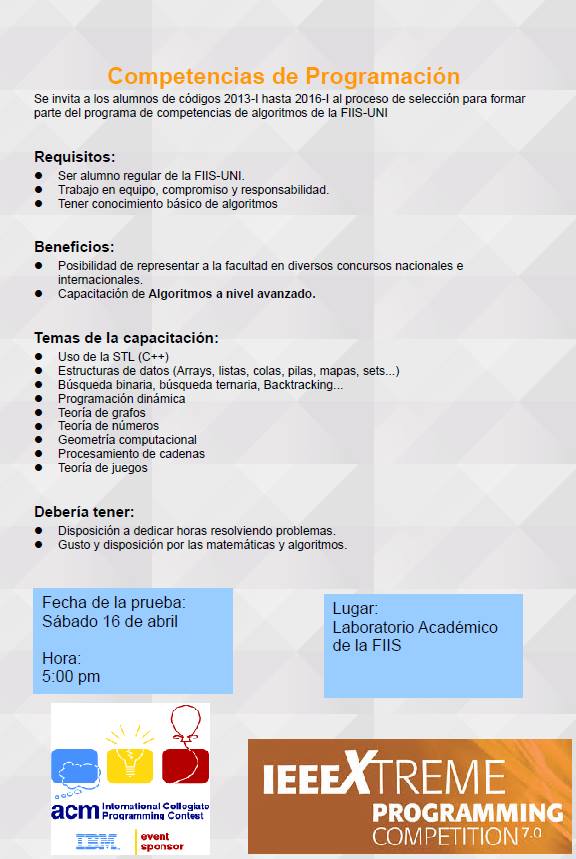 Competencias de Programación
Se invita a los alumnos de códigos 2013-I hasta 2016-I al proceso de selección para formar
parte del programa de competencias de algoritmos de la FIIS-UNI
Requisitos:
● Ser alumno regular de la FIIS-UNI.
● Trabajo en equipo, compromiso y responsabilidad.
● Tener conocimiento básico de algoritmos
Beneficios:
● Posibilidad de representar a la facultad en diversos concursos nacionales e
internacionales.
● Capacitación de Algoritmos a nivel avanzado.
Temas de la capacitación:
● Uso de la STL (C++)
● Estructuras de datos (Arrays, listas, colas, pilas, mapas, sets...)
● Búsqueda binaria, búsqueda ternaria, Backtracking...
● Programación dinámica
● Teoría de grafos
● Teoría de números
● Geometría computacional
● Procesamiento de cadenas
● Teoría de juegos
Debería tener:
● Disposición a dedicar horas resolviendo problemas.
● Gusto y disposición por las matemáticas y algoritmos.
Fecha de la prueba:
Sábado 16 de abril
Hora:
5:00 pm
Lugar:
Laboratorio Académico
de la FIIS
acm International Collegiate
Programming Contest
IBM. event
sponsor
IEEEXTREME
PROGRAMMING
COMPETITION 7.0